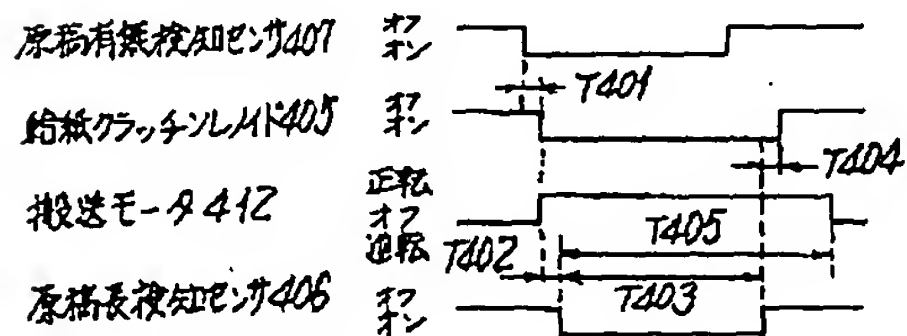 原稿有無検知センサ407 オフ オン
T401
給紙クラッチソレノイド405 オフ オン
T404
搬送モータ412 正転 オフ 逆転
T405
T402
T403
原稿長検知センサ406 オフ オン